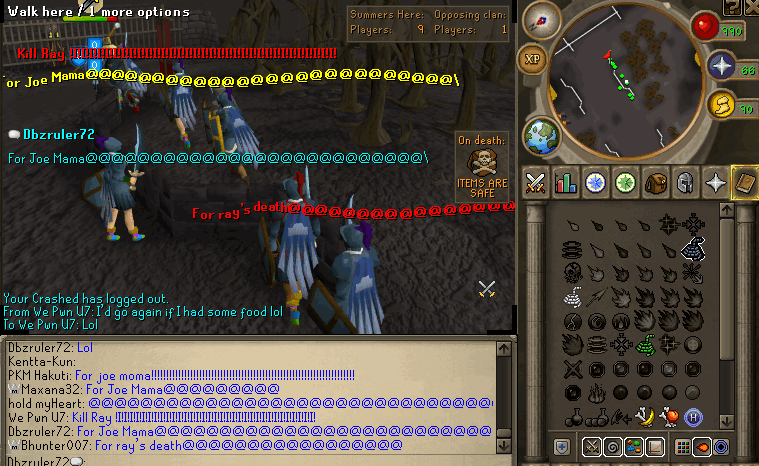 Walk here / 1 more options
Summers Here: Opposing clan:
Players: 9 Players: 1
Kill Ray !!!!!!!!!!!!!!!!!!!!!!!!!!!!!!!!!!!!!!!!!!!!!!!!!!!!!!!!!!!!!!!!!!!
or Joe Mama@@@@@@@@@@@@@@@@@@@@@@@@@@@@\
Dbzruler72
For Joe Mama@@@@@@@@@@@@@@@@@@@@@@@@@@\
For ray's death@@@@@@@@@@@@@@@@@@
On death:
ITEMS ARE
SAFE
990
XP
66
90
Your Crashed has logged out.
From We Pwn U7: I'd go again if I had some food lol
To We Pwn U7: Lol
Dbzruler72: Lol
Kentta-Kun:
PKM Hakuti: For joe moma!!!!!!!!!!!!!!!!!!!!!!!!!!!!!!!!!!!!!!!!!!!!!!!!!!!!!!!!!!!!!!!!!!!!
Maxana32: For Joe Mama@@@@@@@@@
hold myHeart: @@@@@@@@@@@@@@@@@@@@@@@@@@@@@@@
We Pwn U7: Kill Ray !!!!!!!!!!!!!!!!!!!!!!!!!!!!!!!!!!!!!!!!!!!!!!!!!!!!!!!!!!!!!!!!!!!
Dbzruler72: For Joe Mama@@@@@@@@@@@@@@@@@@@@@@@@@
Bhunter007: For ray's death@@@@@@@@@@@@@@@@@
Dbzruler72: